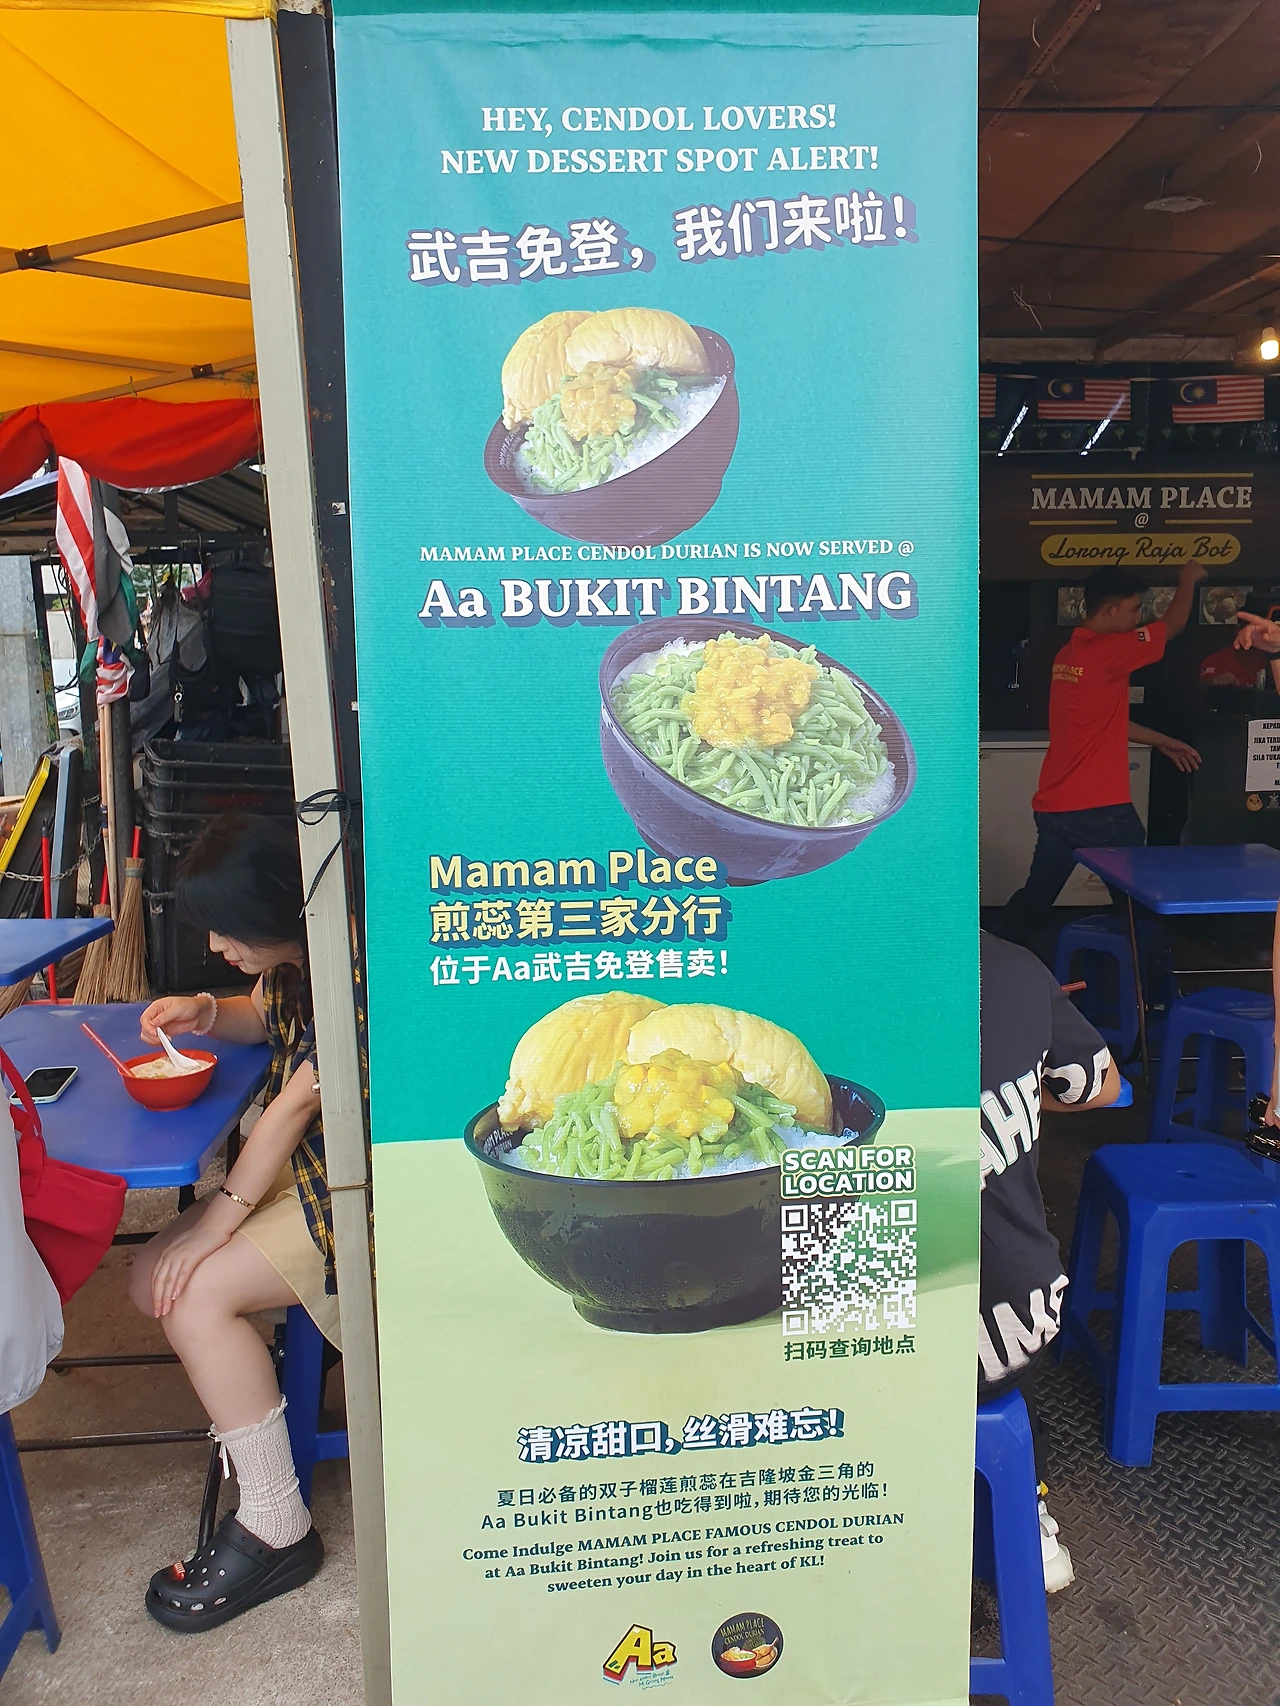 HEY, CENDOL LOVERS!
NEW DESSERT SPOT ALERT!
武吉免登，我们来啦！
MAMAM PLACE CENDOL DURIAN IS NOW SERVED @
Aa BUKIT BINTANG
Mamam Place
煎蕊第三家分行
位于Aa武吉免登售卖！
SCAN FOR
LOCATION
扫码查询地点
清凉甜口，丝滑难忘！
夏日必备的双子榴莲煎蕊在吉隆坡金三角的
Aa Bukit Bintang也吃得到啦，期待您的光临！
Come Indulge MAMAM PLACE FAMOUS CENDOL DURIAN
at Aa Bukit Bintang! Join us for a refreshing treat to
sweeten your day in the heart of KL!
Aa
MAMAM PLACE
CENDOL DURIAN
MAMAM PLACE
@
Lorong Raja Bot